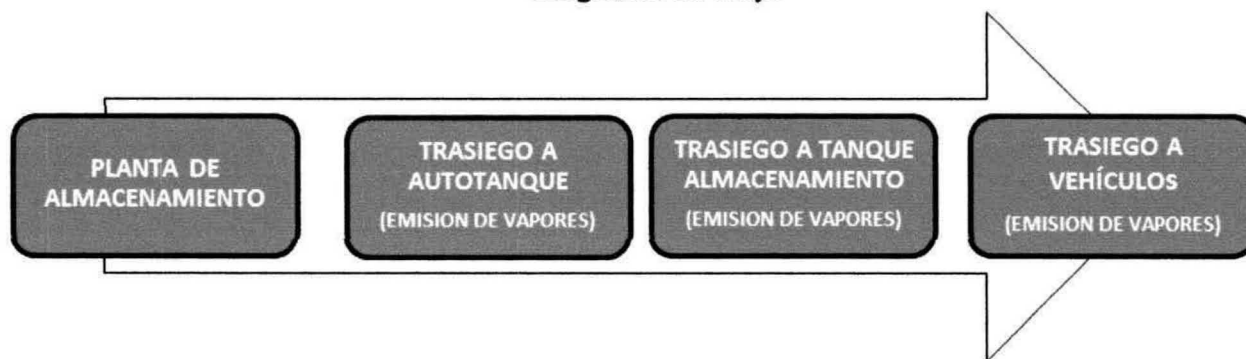 PLANTA DE
ALMACENAMIENTO
TRASIEGO A
AUTOTANQUE
(EMISION DE VAPORES)
TRASIEGO A TANQUE
ALMACENAMIENTO
(EMISION DE VAPORES)
TRASIEGO A
VEHÍCULOS
(EMISION DE VAPORES)